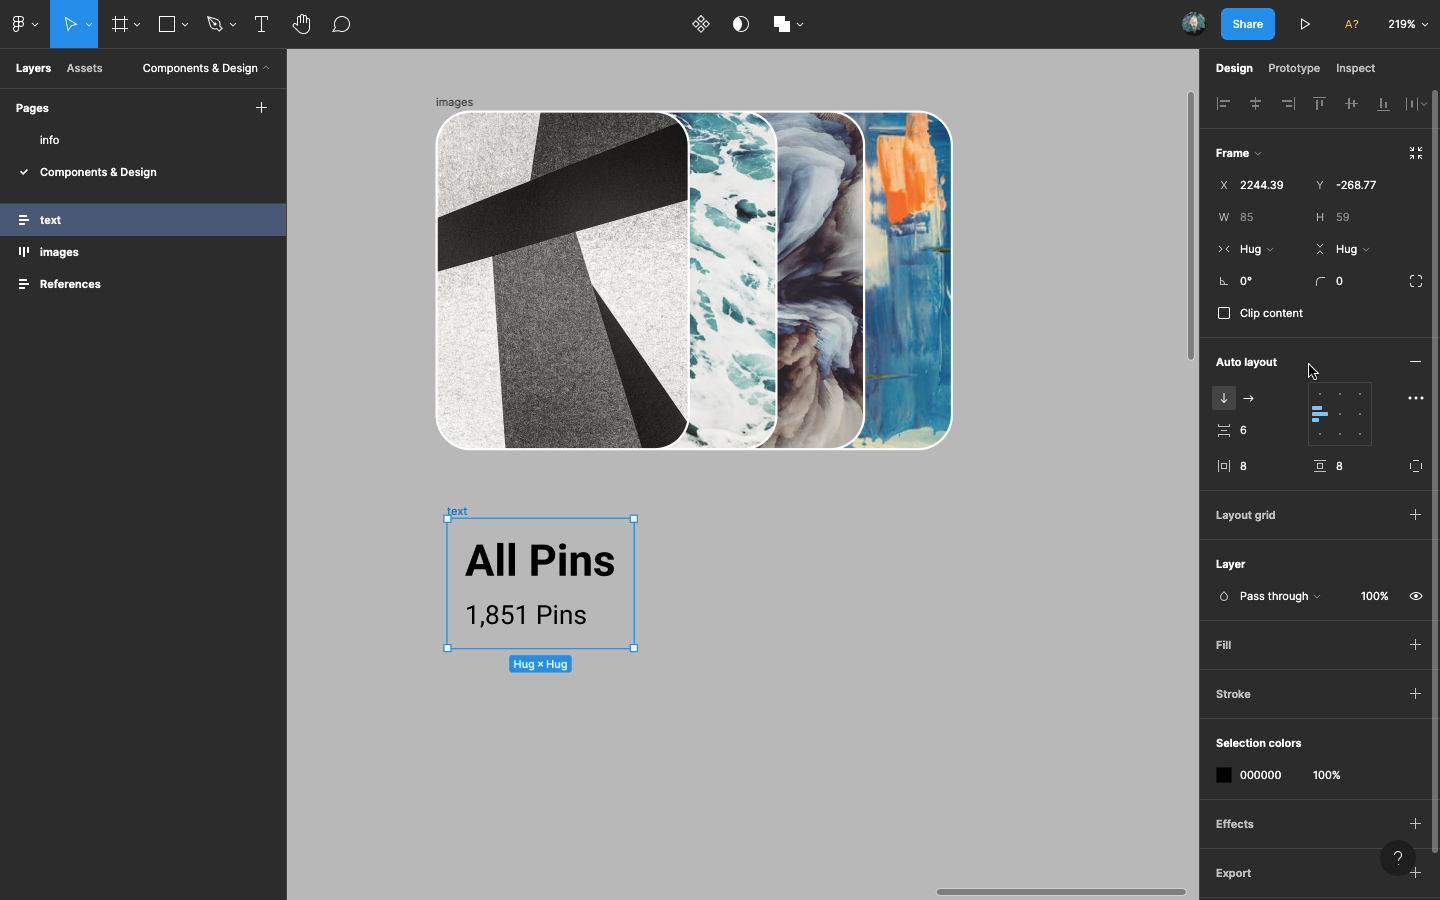 Share
A?
219%
Layers
Assets
Components & Design
Pages
info
Components & Design
text
images
References
images
text
All Pins
1,851 Pins
Hug × Hug
Design
Prototype
Inspect
Frame
X 2244.39
Y -268.77
W 85
H 59
Hug
Hug
0°
0
Clip content
Auto layout
6
8
8
Layout grid
Layer
Pass through
100%
Fill
Stroke
Selection colors
000000
100%
Effects
Export
?